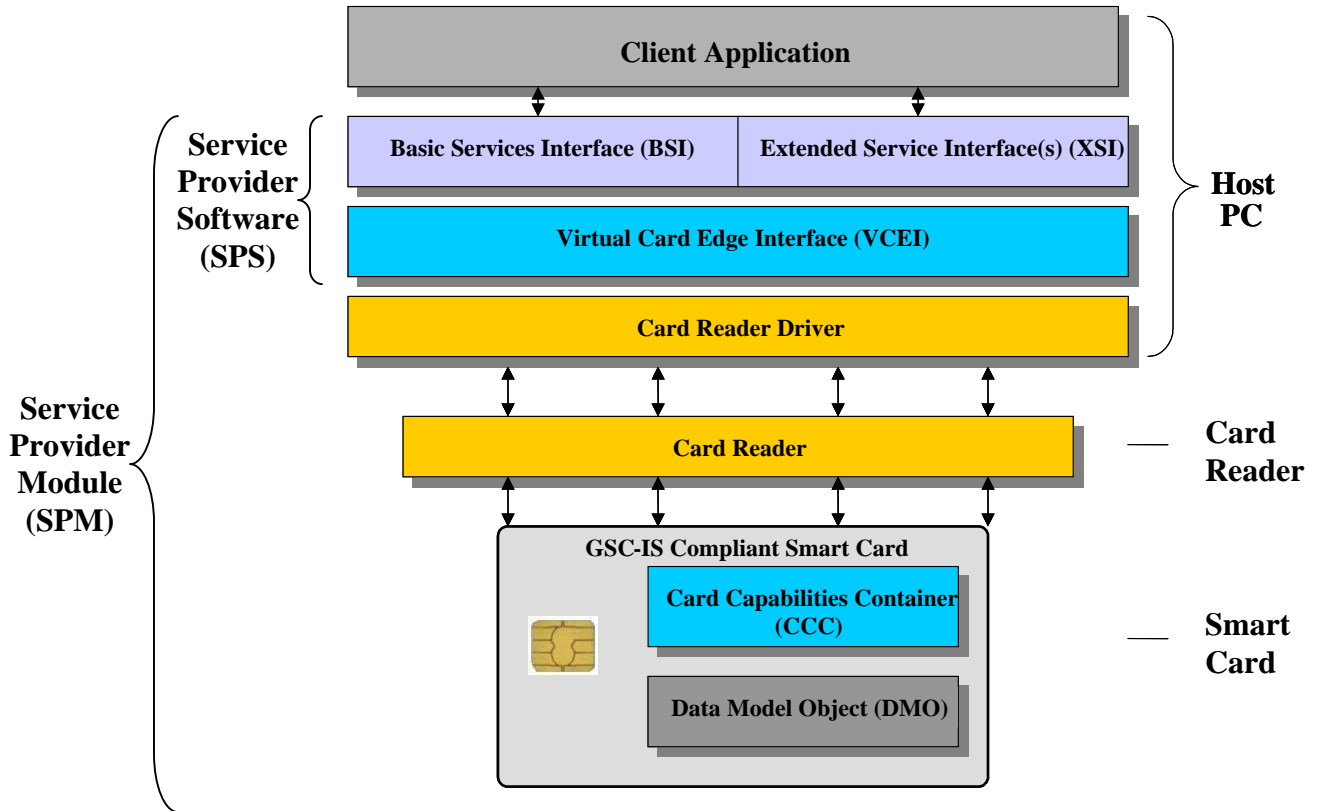 Client Application
Basic Services Interface (BSI)
Extended Service Interface(s) (XSI)
Service
Provider
Software
(SPS)
Virtual Card Edge Interface (VCEI)
Host
PC
Card Reader Driver
Service
Provider
Module
(SPM)
Card Reader
Card
Reader
GSC-IS Compliant Smart Card
Card Capabilities Container
(CCC)
Data Model Object (DMO)
Smart
Card